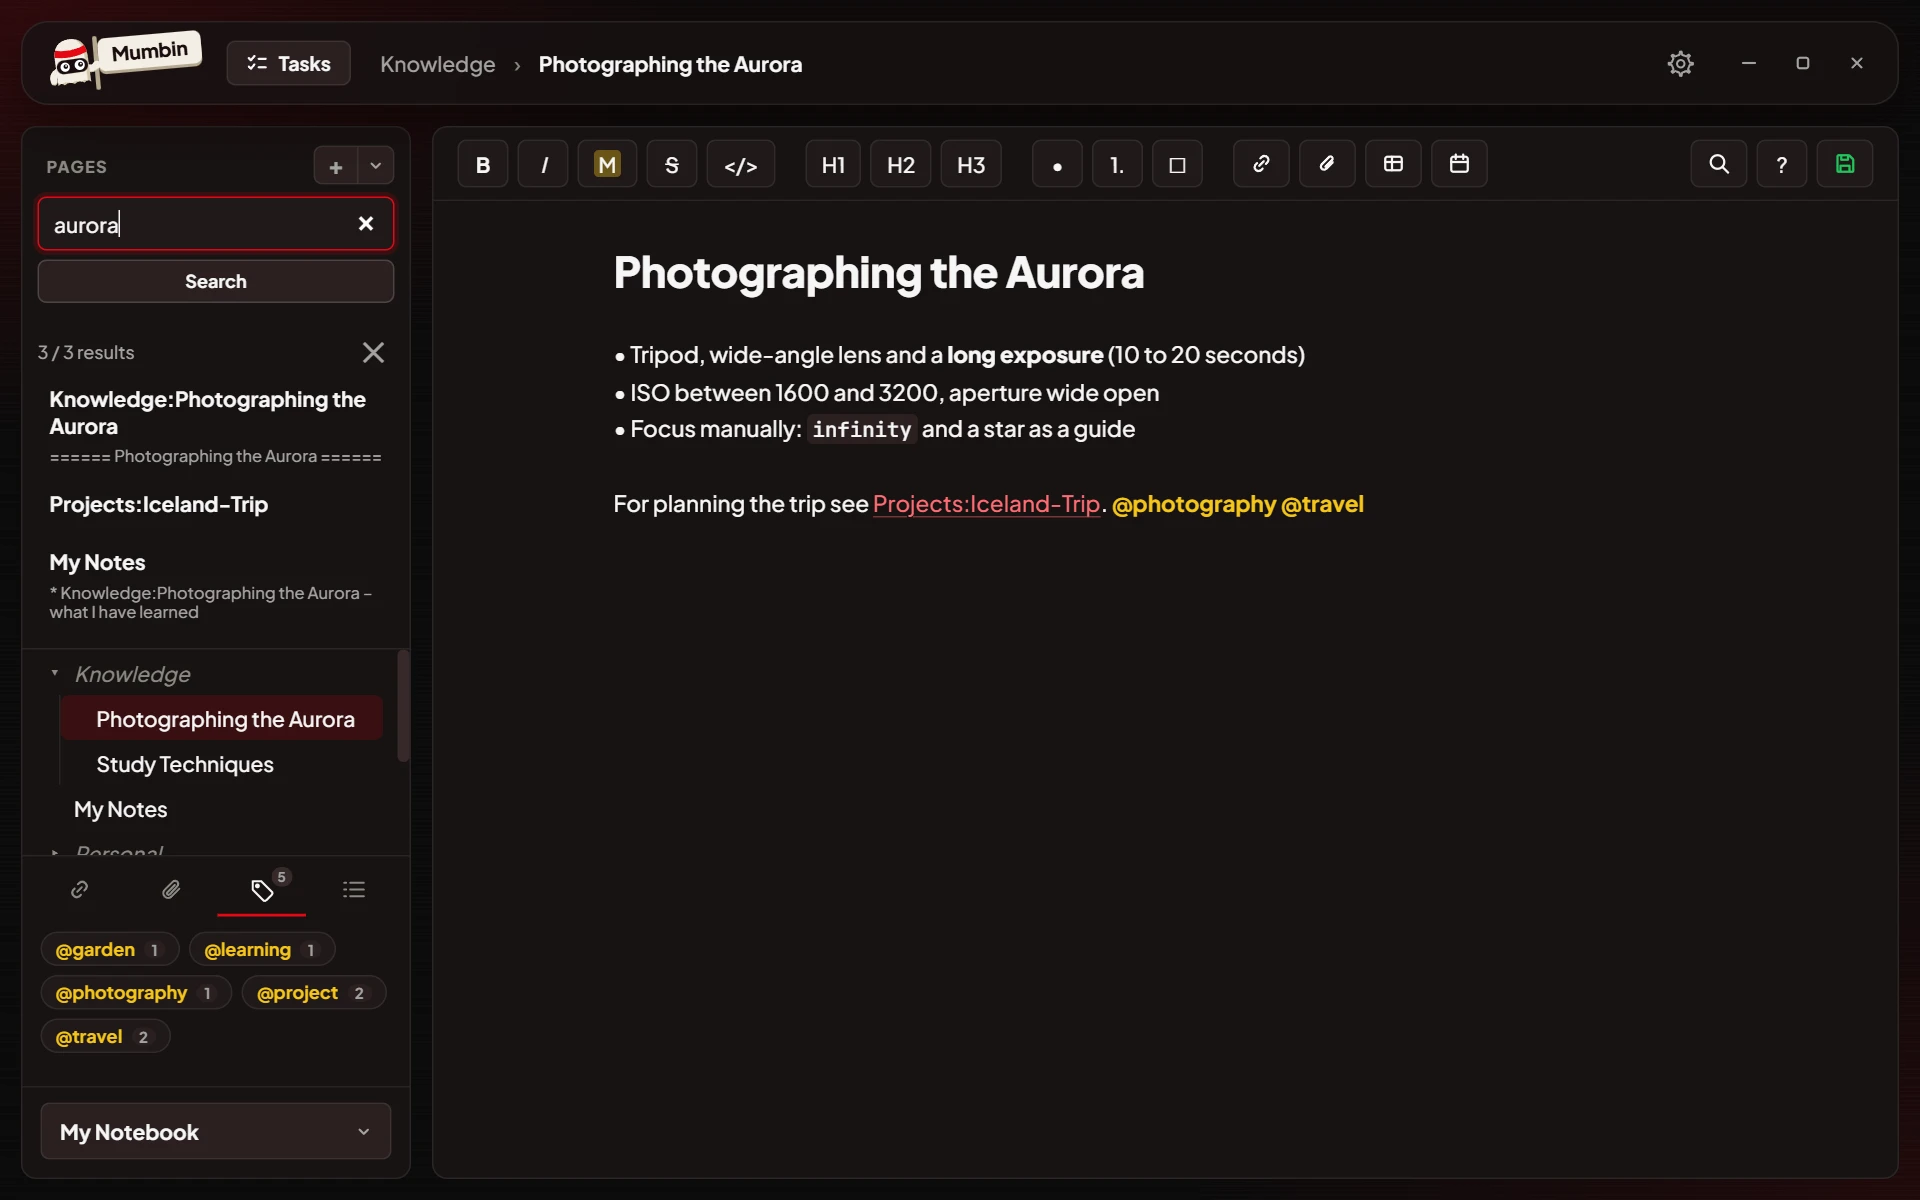 Mumbin
Tasks
Knowledge › Photographing the Aurora
PAGES
+
aurora
Search
3 / 3 results
Knowledge:Photographing the
Aurora
====== Photographing the Aurora ======
Projects:Iceland-Trip
My Notes
* Knowledge:Photographing the Aurora –
what I have learned
Knowledge
Photographing the Aurora
Study Techniques
My Notes
Personal
5
@garden 1
@learning 1
@photography 1
@project 2
@travel 2
My Notebook
B I M S </> H1 H2 H3 • 1. ?
Photographing the Aurora
• Tripod, wide-angle lens and a long exposure (10 to 20 seconds)
• ISO between 1600 and 3200, aperture wide open
• Focus manually: infinity and a star as a guide
For planning the trip see Projects:Iceland-Trip. @photography @travel